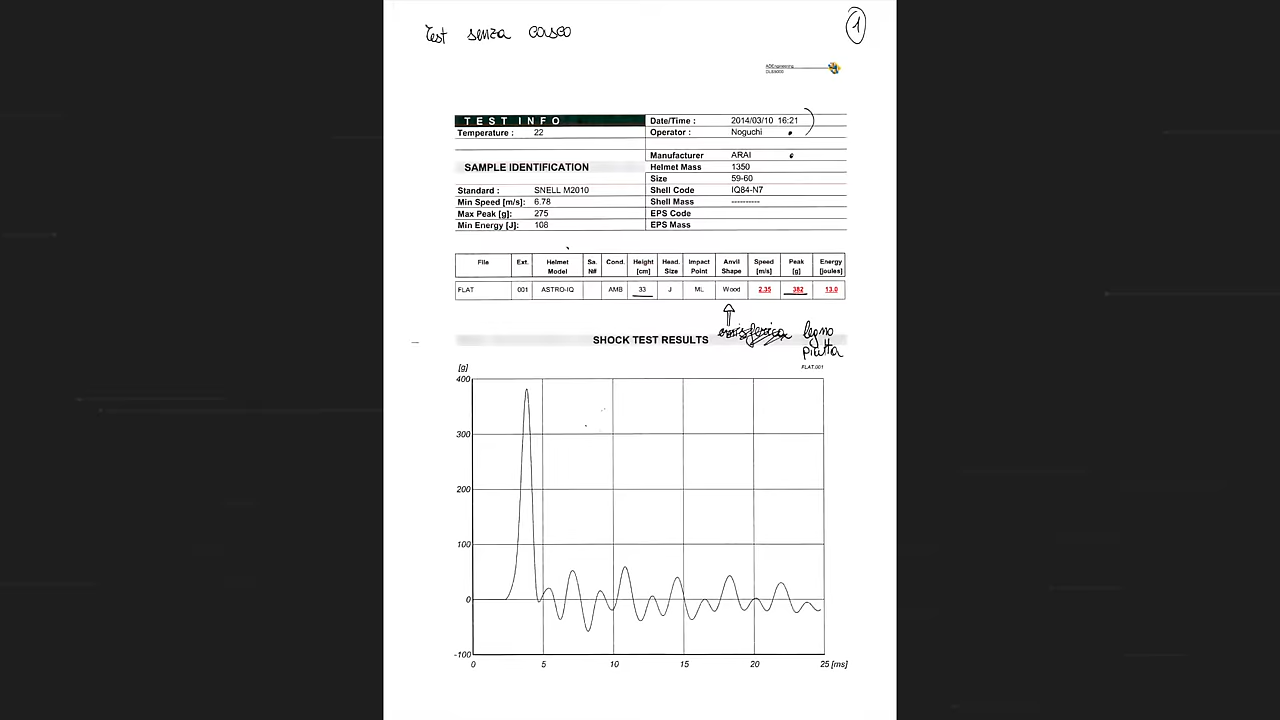 Test senza casco
1
ADEngineering
DLS9000
TEST INFO
Date/Time : 2014/03/10 16:21
Temperature : 22
Operator : Noguchi
Manufacturer ARAI
SAMPLE IDENTIFICATION
Helmet Mass 1350
Size 59-60
Standard : SNELL M2010
Shell Code IQ84-N7
Min Speed [m/s]: 6.78
Shell Mass ----------
Max Peak [g]: 275
EPS Code
Min Energy [J]: 108
EPS Mass
File Ext. Helmet Model Sa. N# Cond. Height [cm] Head. Size Impact Point Anvil Shape Speed [m/s] Peak [g] Energy [joules]
FLAT 001 ASTRO-IQ AMB 33 J ML Wood 2.35 382 13.0
legno
piatta
SHOCK TEST RESULTS
FLAT.001
[g]
400
300
200
100
0
-100
0 5 10 15 20 25 [ms]